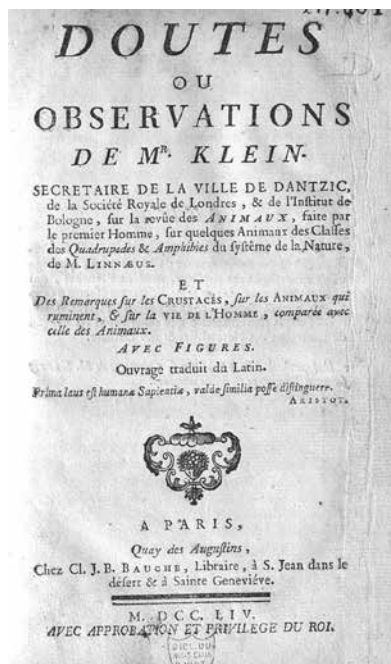 DOUTES
OU
OBSERVATIONS
DE MR. KLEIN.
SECRETAIRE DE LA VILLE DE DANTZIC,
de la Société Royale de Londres, & de l'Institut de
Bologne, sur la revûe des ANIMAUX, faite par
le premier Homme, sur quelques Animaux des Classes
des Quadrupedes & Amphibies du systême de la Nature,
de M. LINNÆUS.
ET
Des Remarques sur les CRUSTACÉS, sur les ANIMAUX qui
ruminent, & sur la VIE DE L'HOMME, comparée avec
celle des Animaux.
AVEC FIGURES.
Ouvrage traduit du Latin.
Prima laus est humanæ Sapientiæ, valde similia posse distinguere.
ARISTOT.
A PARIS,
Quay des Augustins,
Chez Cl. J. B. BAUCHE, Libraire, à S. Jean dans le
désert & à Sainte Geneviéve.
M. DCC. LIV.
AVEC APPROBATION ET PRIVILEGE DU ROI.